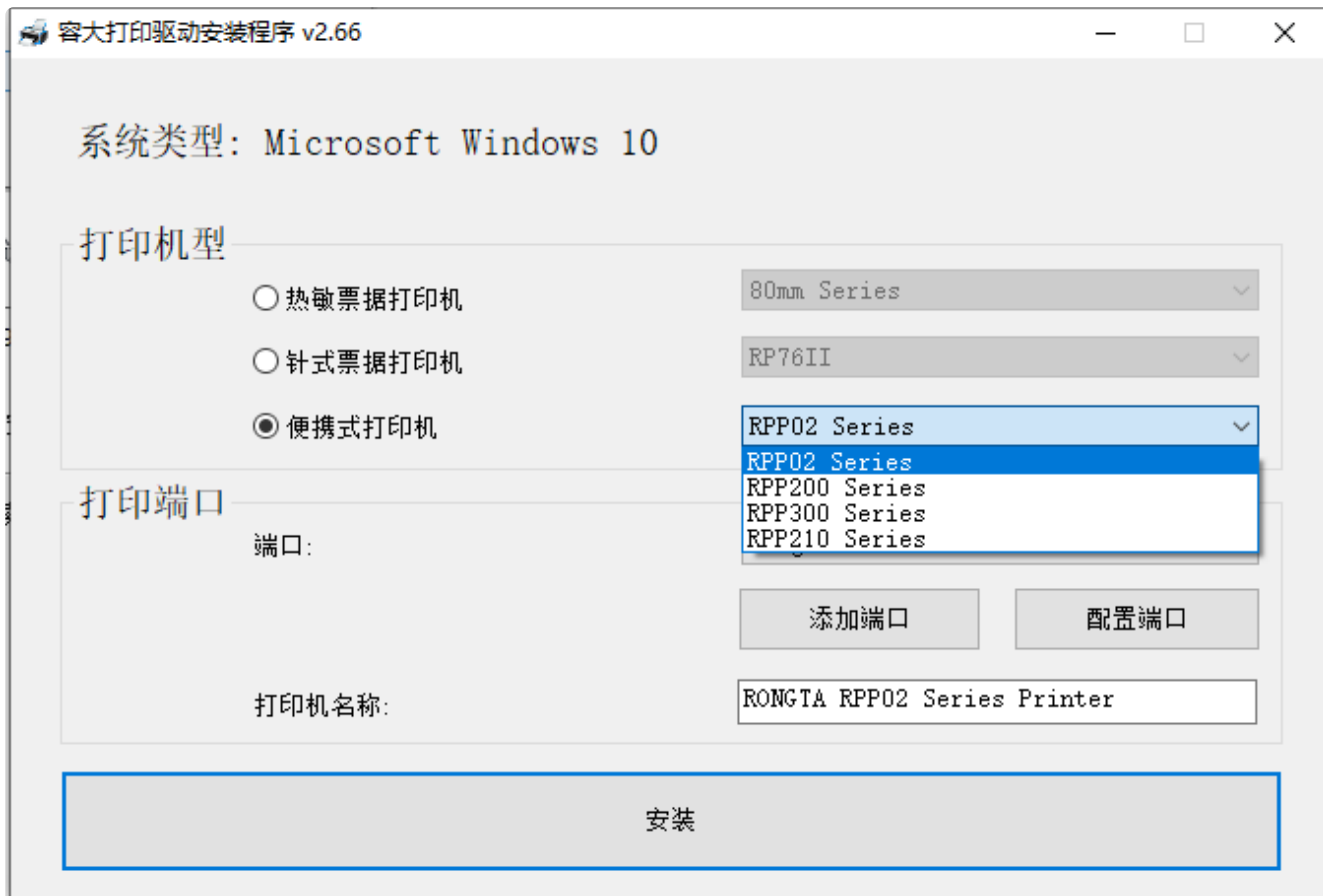 容大打印驱动安装程序 v2.66
系统类型: Microsoft Windows 10
打印机型
热敏票据打印机 80mm Series
针式票据打印机 RP76II
便携式打印机 RPP02 Series
RPP02 Series
RPP200 Series
RPP300 Series
RPP210 Series
打印端口
端口:
添加端口 配置端口
打印机名称: RONGTA RPP02 Series Printer
安装